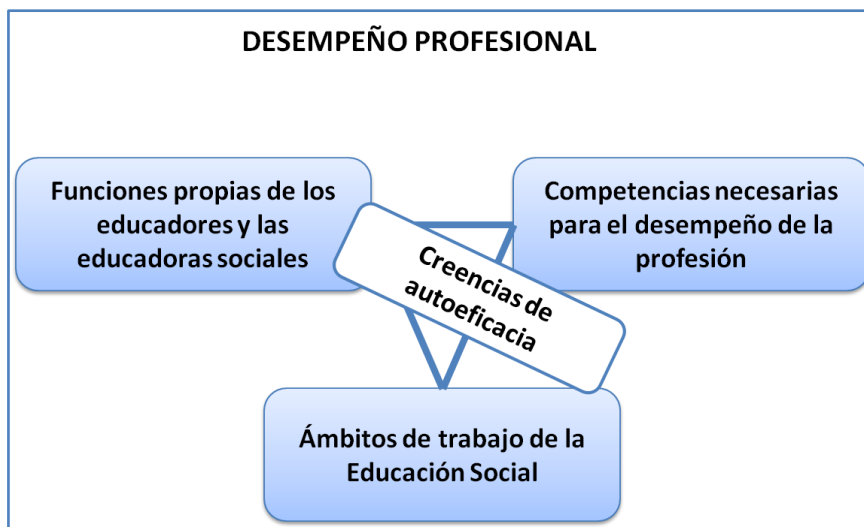 DESEMPEÑO PROFESIONAL
Funciones propias de los
educadores y las
educadoras sociales
Competencias necesarias
para el desempeño de la
profesión
Creencias de
autoeficacia
Ámbitos de trabajo de la
Educación Social